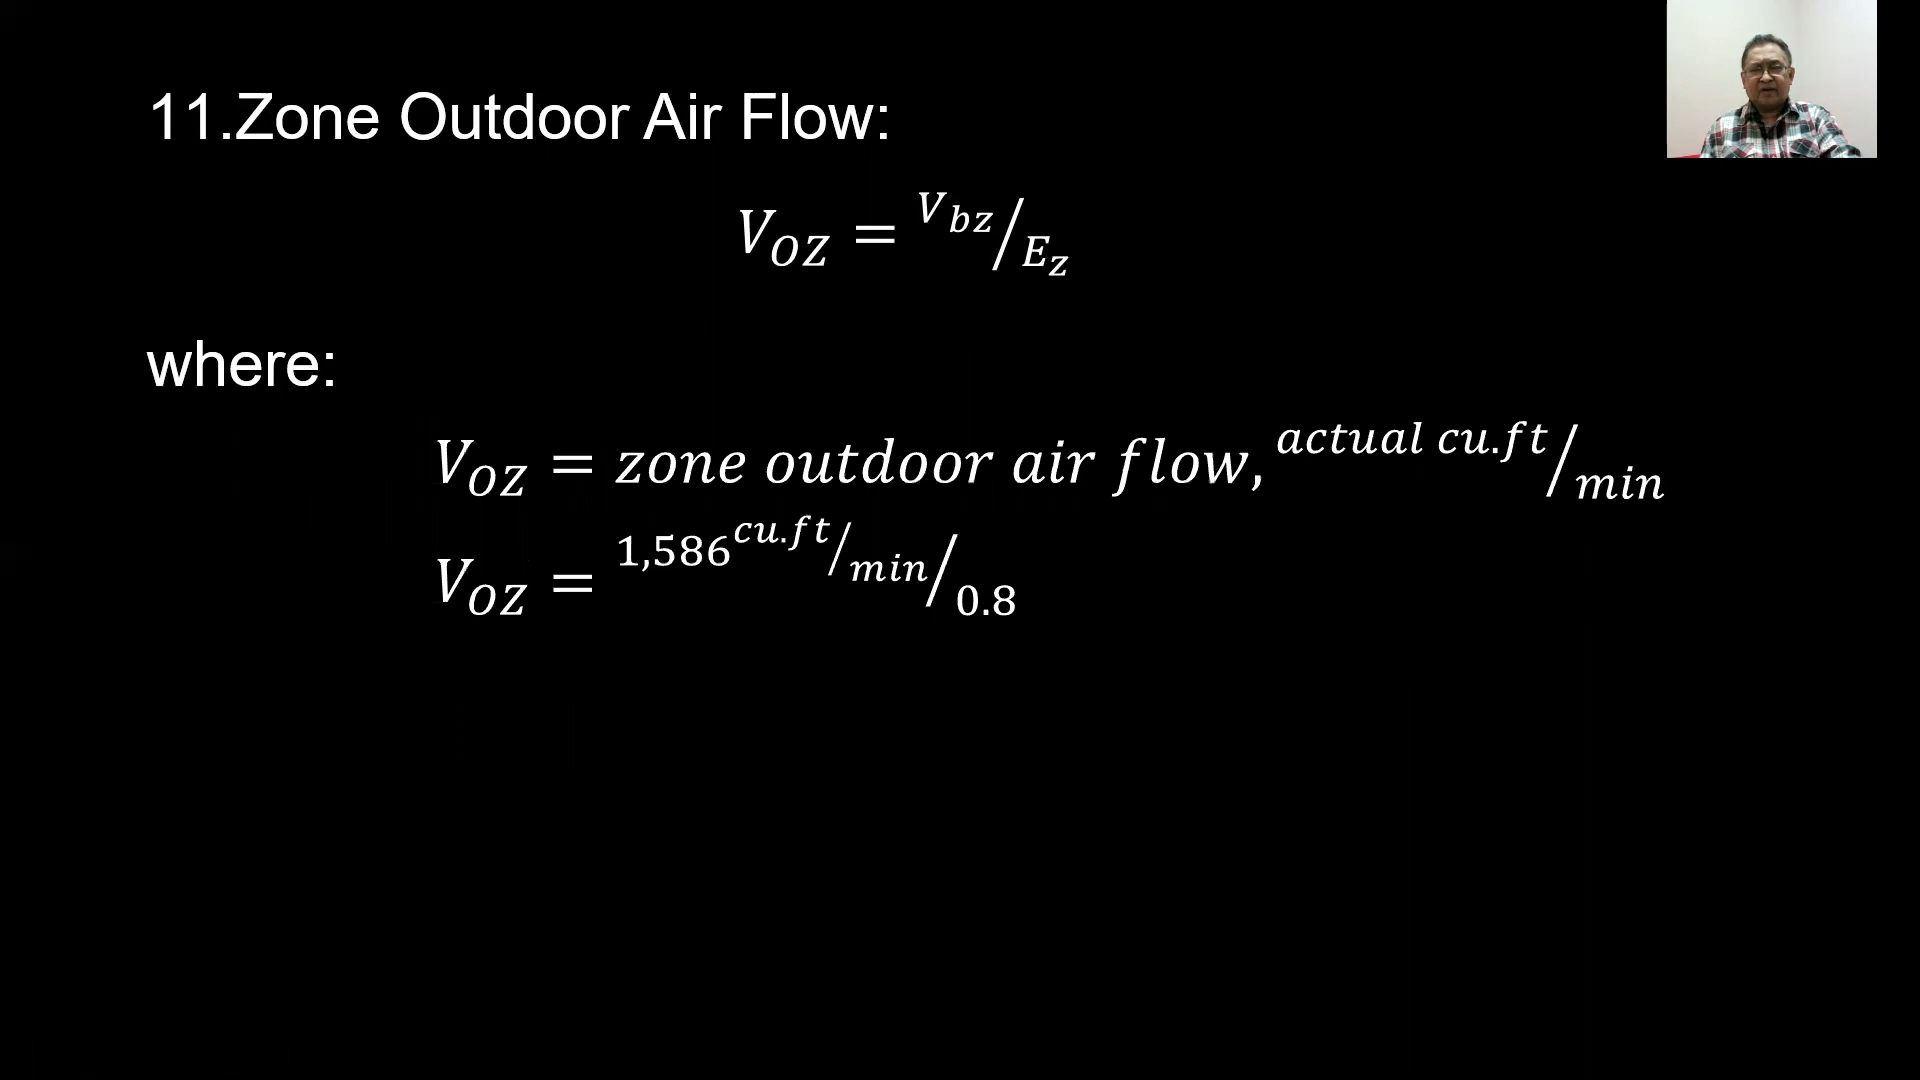 11.Zone Outdoor Air Flow:
V_OZ = V_bz/E_z
where:
V_OZ = zone outdoor air flow, actual cu.ft/min
V_OZ = 1,586 cu.ft/min/0.8